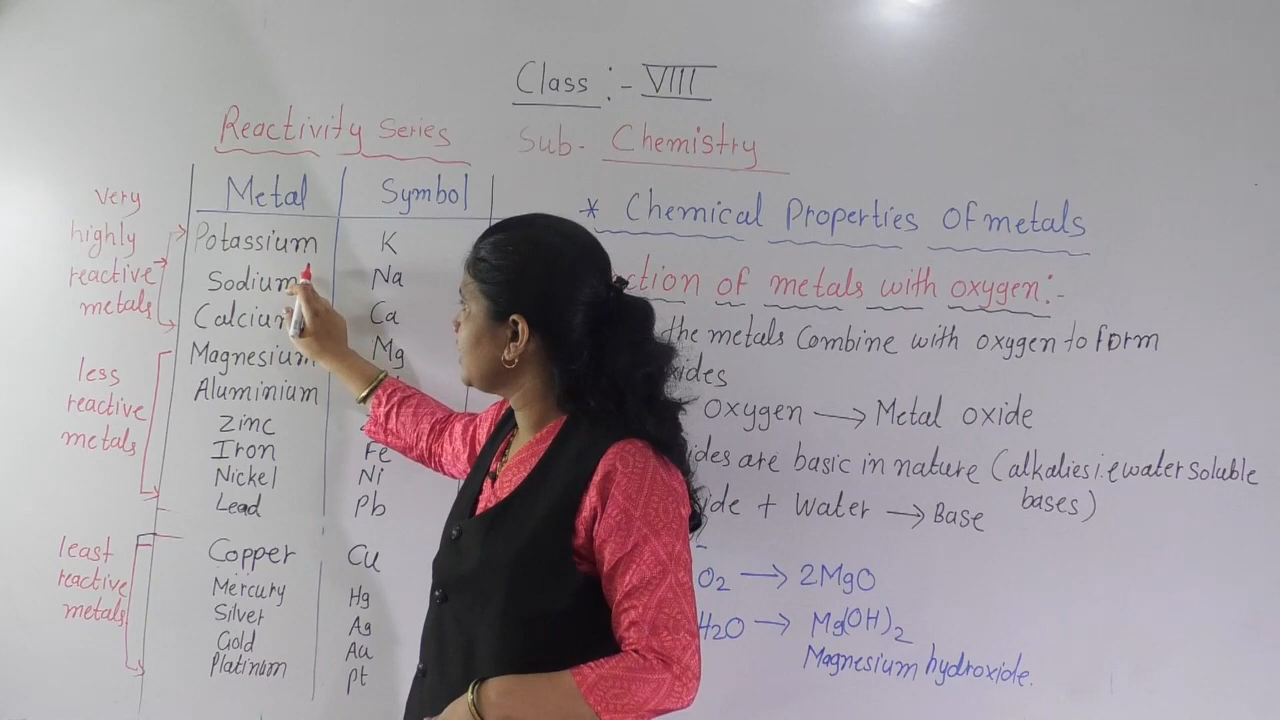 Class :- VIII
Sub- Chemistry
Reactivity Series
Metal Symbol
Potassium K
Sodium Na
Calcium Ca
Magnesium Mg
Aluminium
Zinc
Iron Fe
Nickel Ni
Lead Pb
Copper Cu
Mercury Hg
Silver Ag
Gold Au
Platinum Pt
Very
highly
reactive
metals
less
reactive
metals
least
reactive
metals
* Chemical Properties Of metals
of metals with oxygen:-
the metals Combine with oxygen to form
Oxygen → Metal oxide
are basic in nature (alkalies i.e water soluble
bases)
+ Water → Base
O2 → 2MgO
H2O → Mg(OH)2
Magnesium hydroxide.